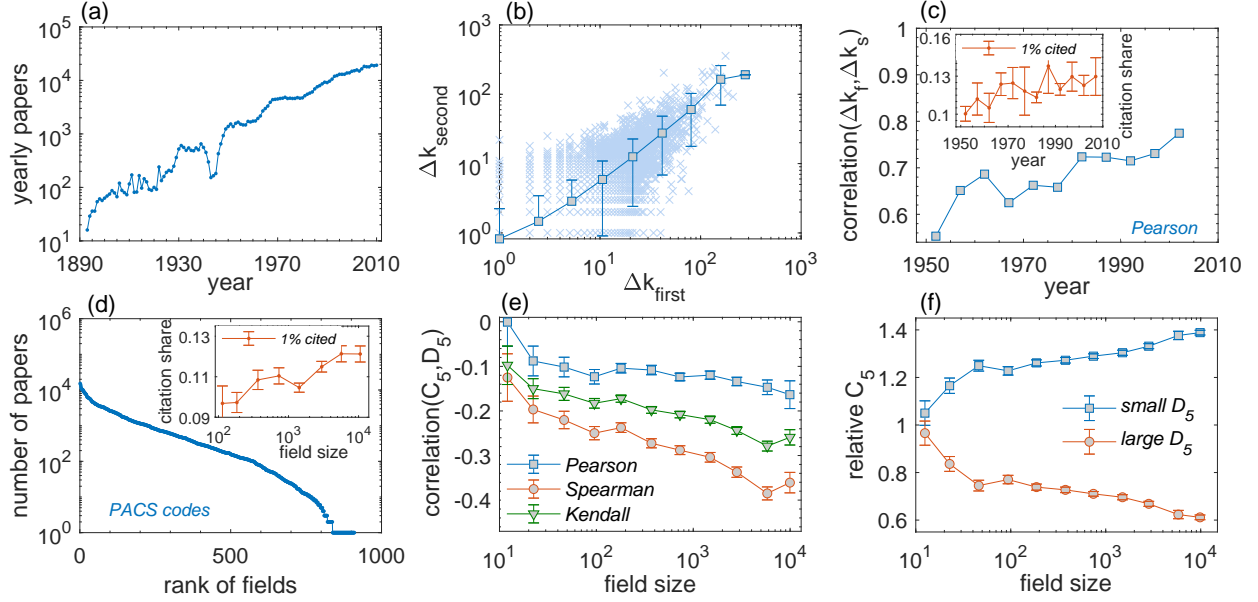 (a)
yearly papers
10^5
10^4
10^3
10^2
10^1
1890
1930
1970
2010
year
(b)
Δk_second
10^2
10^1
10^0
10^0
10^1
10^2
10^3
Δk_first
(c)
correlation(Δk_f,Δk_s)
1
0.9
0.8
0.7
0.6
1950
1970
1990
2010
year
Pearson
0.16
0.13
0.1
1% cited
citation share
1950
1960
1970
1980
1990
2000
2010
year
(d)
number of papers
10^6
10^4
10^2
10^0
0
500
1000
rank of fields
PACS codes
citation share
0.13
0.11
0.09
1% cited
10^2
10^3
10^4
field size
(e)
correlation(C_5,D_5)
0
-0.1
-0.2
-0.3
-0.4
Pearson
Spearman
Kendall
10^1
10^2
10^3
10^4
field size
(f)
relative C_5
1.4
1.2
1
0.8
0.6
small D_5
large D_5
10^1
10^2
10^3
10^4
field size